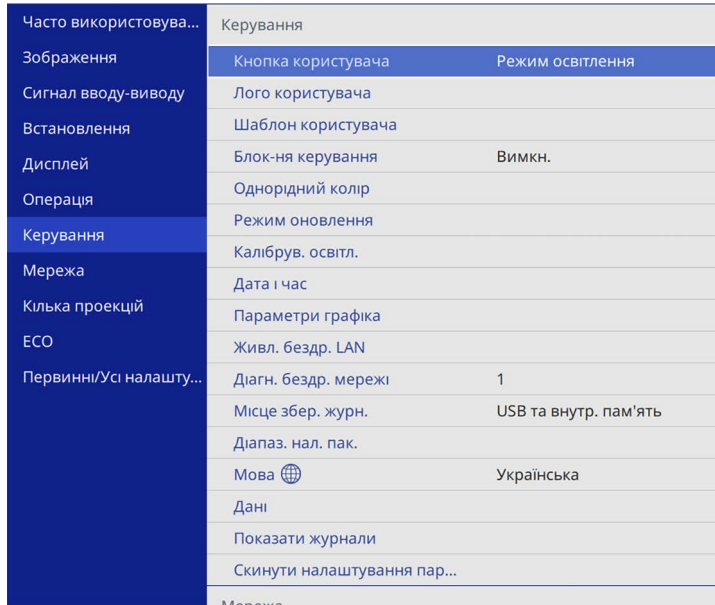 Часто використовува...
Зображення
Сигнал вводу-виводу
Встановлення
Дисплей
Операція
Керування
Мережа
Кілька проекцій
ECO
Первинні/Усі налашту...
Керування
Кнопка користувача Режим освітлення
Лого користувача
Шаблон користувача
Блок-ня керування Вимкн.
Однорідний колір
Режим оновлення
Калібрув. освітл.
Дата і час
Параметри графіка
Живл. бездр. LAN
Діагн. бездр. мережі 1
Місце збер. журн. USB та внутр. пам'ять
Діапаз. нал. пак.
Мова Українська
Дані
Показати журнали
Скинути налаштування пар...
Мережа